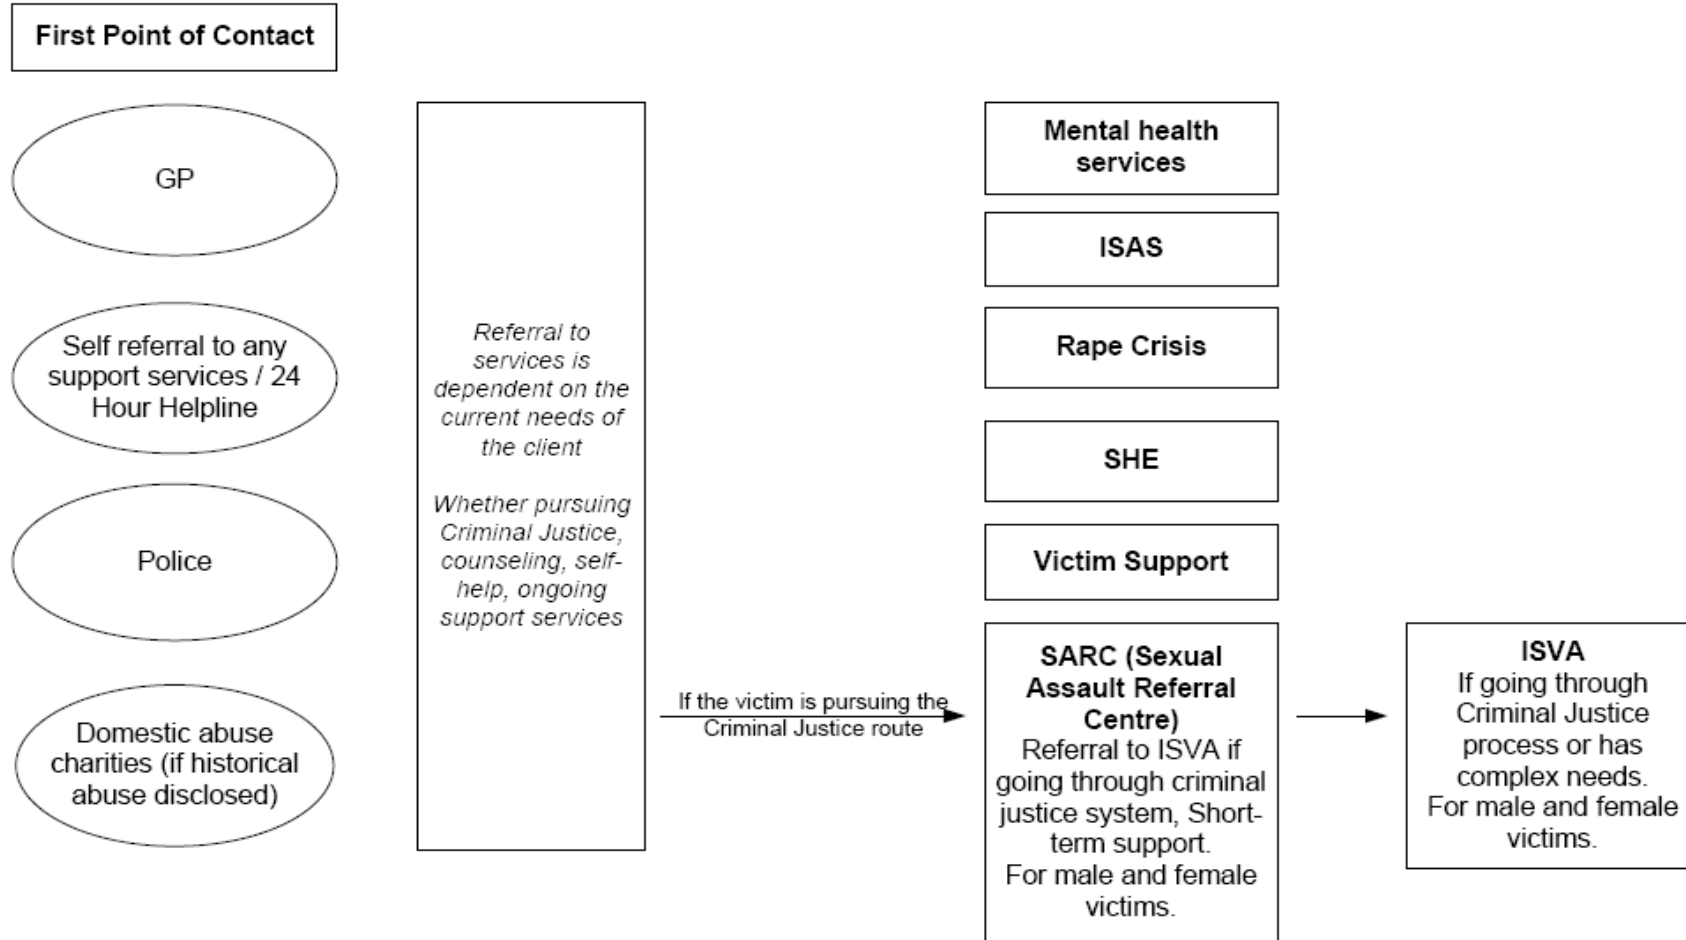 First Point of Contact
GP
Self referral to any
support services / 24
Hour Helpline
Police
Domestic abuse
charities (if historical
abuse disclosed)
Referral to
services is
dependent on the
current needs of
the client
Whether pursuing
Criminal Justice,
counseling, self-
help, ongoing
support services
If the victim is pursuing the
Criminal Justice route
Mental health
services
ISAS
Rape Crisis
SHE
Victim Support
SARC (Sexual
Assault Referral
Centre)
Referral to ISVA if
going through criminal
justice system, Short-
term support.
For male and female
victims.
ISVA
If going through
Criminal Justice
process or has
complex needs.
For male and female
victims.